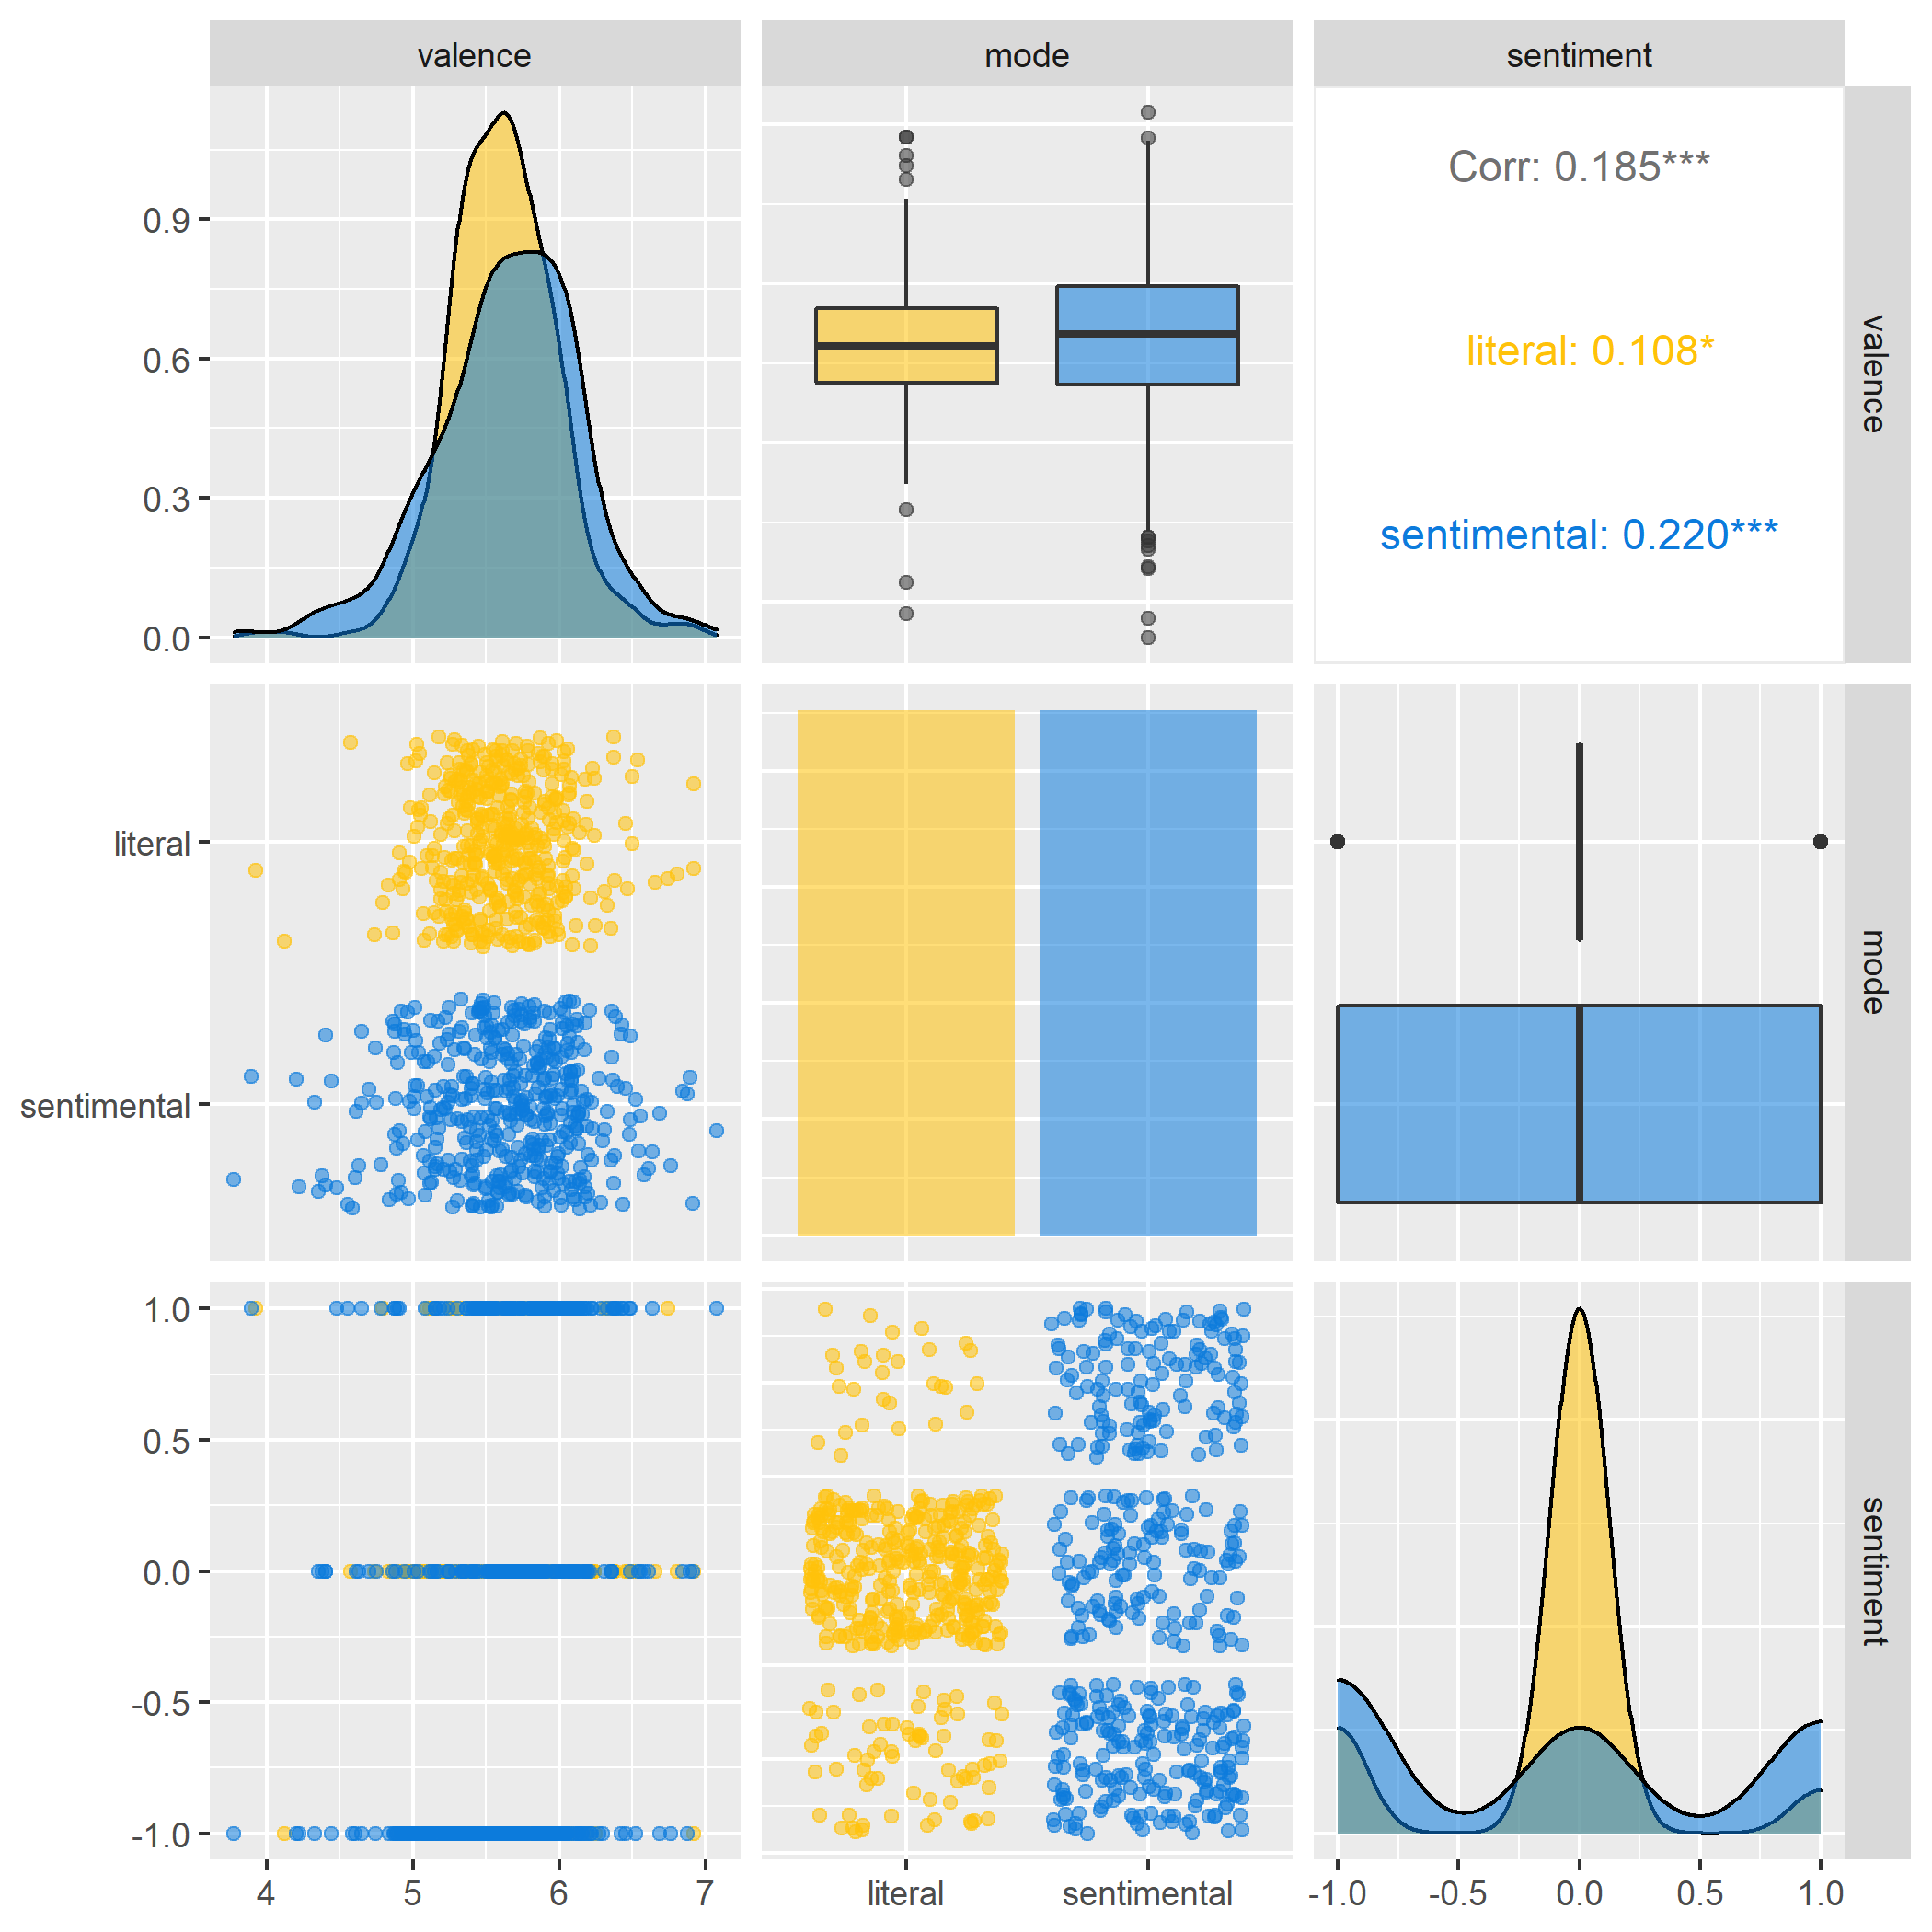 valence mode sentiment
Corr: 0.185***
literal: 0.108*
sentimental: 0.220***
valence
0.9
0.6
0.3
0.0
literal
sentimental
mode
1.0
0.5
0.0
-0.5
-1.0
sentiment
4 5 6 7 literal sentimental -1.0 -0.5 0.0 0.5 1.0